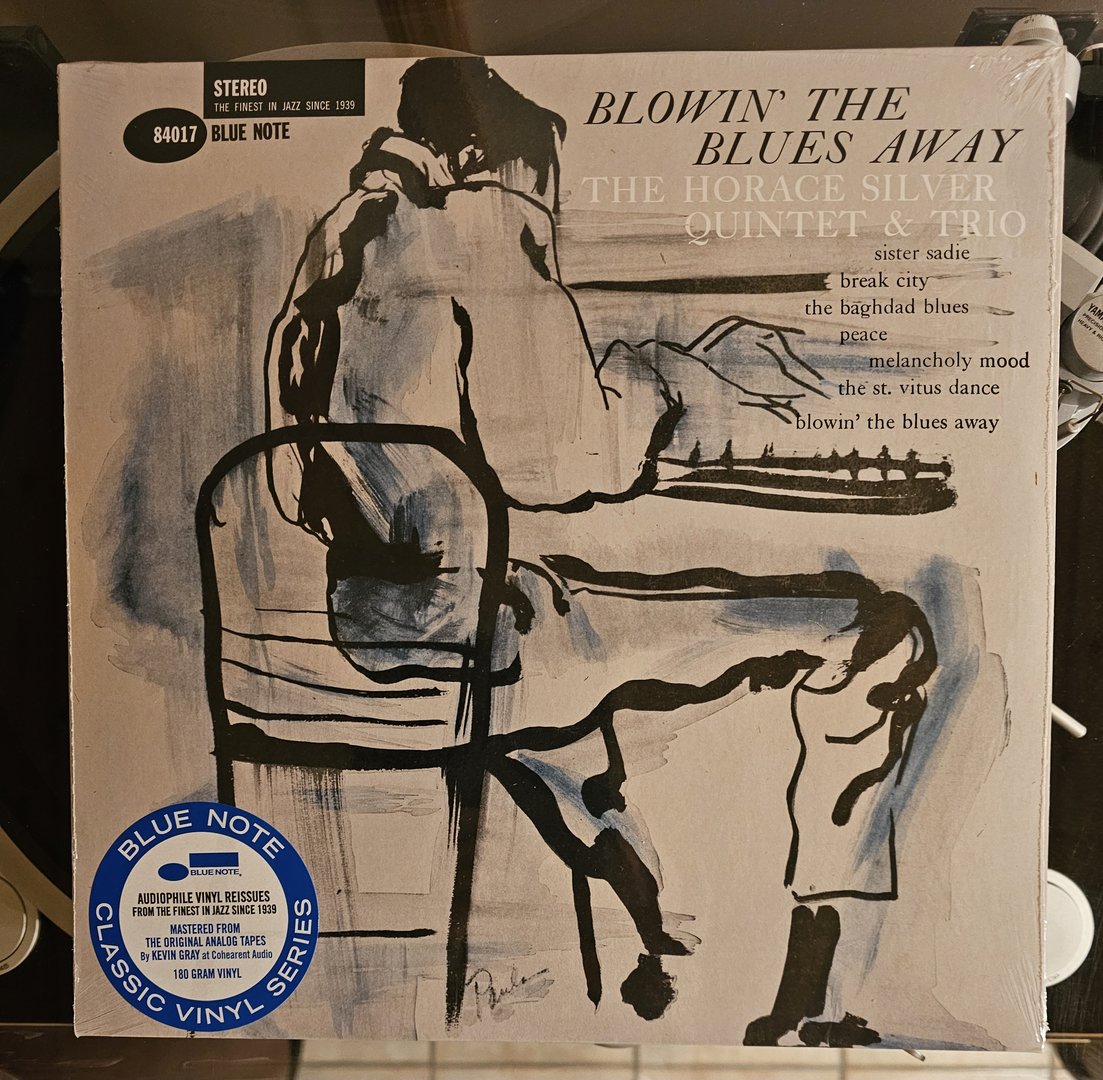 STEREO
THE FINEST IN JAZZ SINCE 1939
84017 BLUE NOTE
BLOWIN' THE
BLUES AWAY
THE HORACE SILVER
QUINTET & TRIO
sister sadie
break city
the baghdad blues
peace
melancholy mood
the st. vitus dance
blowin' the blues away
BLUE NOTE
BLUE NOTE
AUDIOPHILE VINYL REISSUES
FROM THE FINEST IN JAZZ SINCE 1939
MASTERED FROM
THE ORIGINAL ANALOG TAPES
By KEVIN GRAY at Cohearent Audio
180 GRAM VINYL
CLASSIC VINYL SERIES
Paula